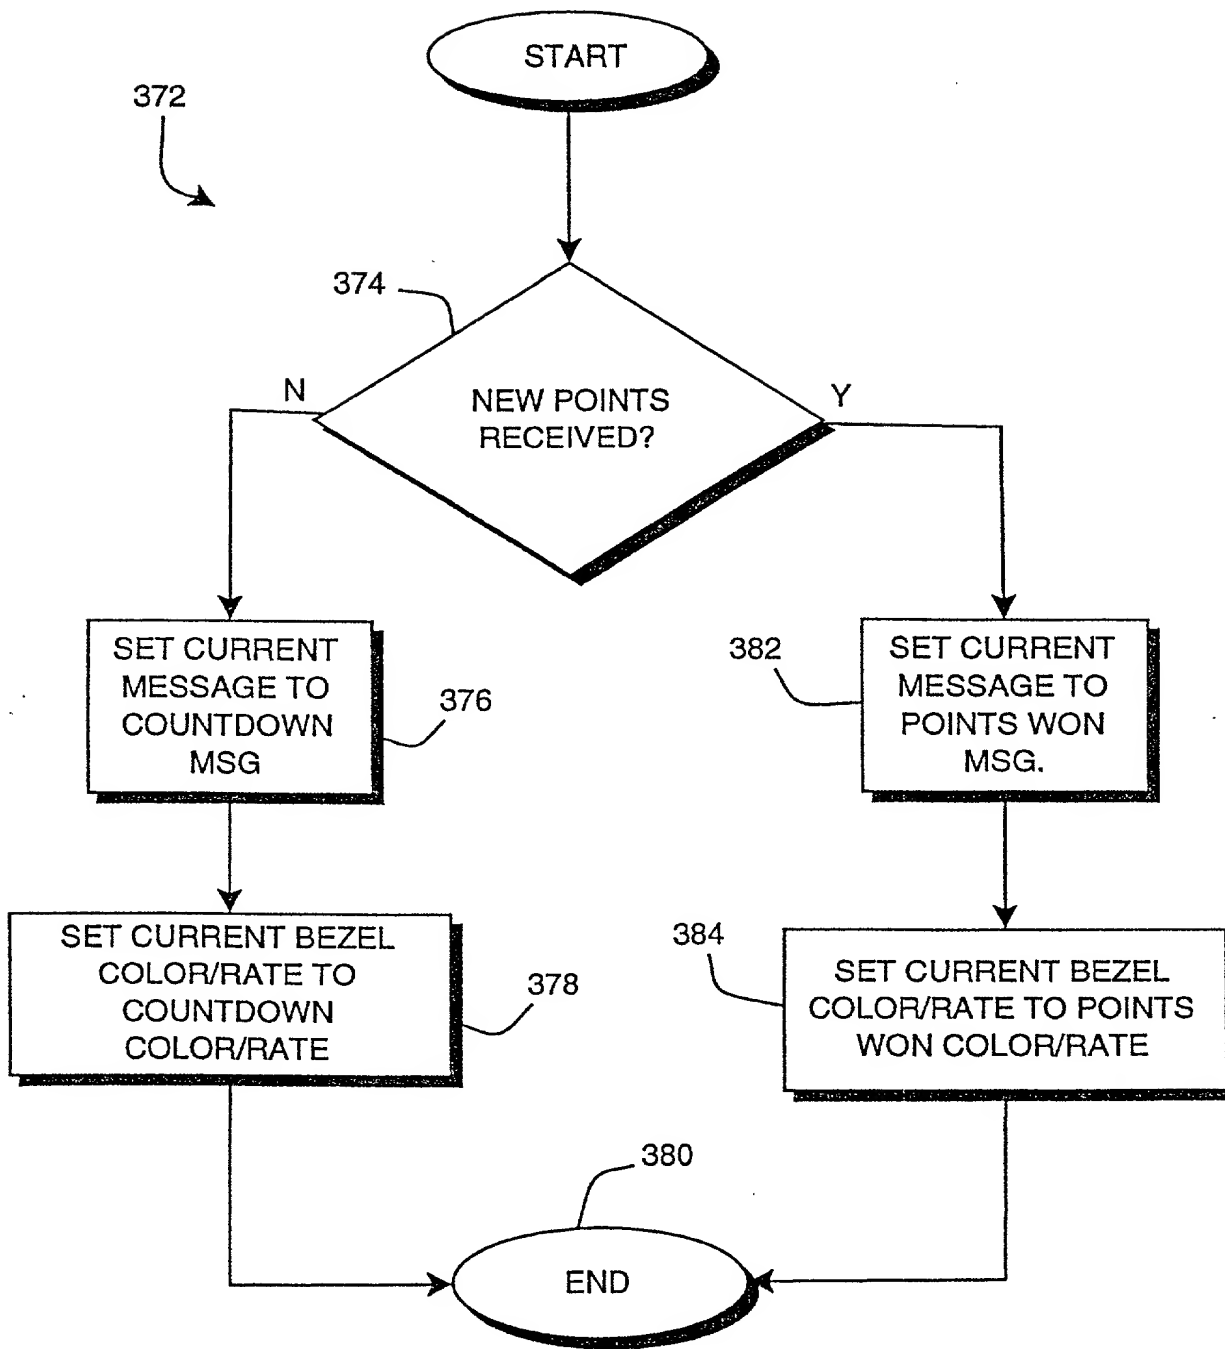 START
372
374
N
NEW POINTS
RECEIVED?
Y
SET CURRENT
MESSAGE TO
COUNTDOWN
MSG
376
382
SET CURRENT
MESSAGE TO
POINTS WON
MSG.
SET CURRENT BEZEL
COLOR/RATE TO
COUNTDOWN
COLOR/RATE
378
384
SET CURRENT BEZEL
COLOR/RATE TO POINTS
WON COLOR/RATE
380
END